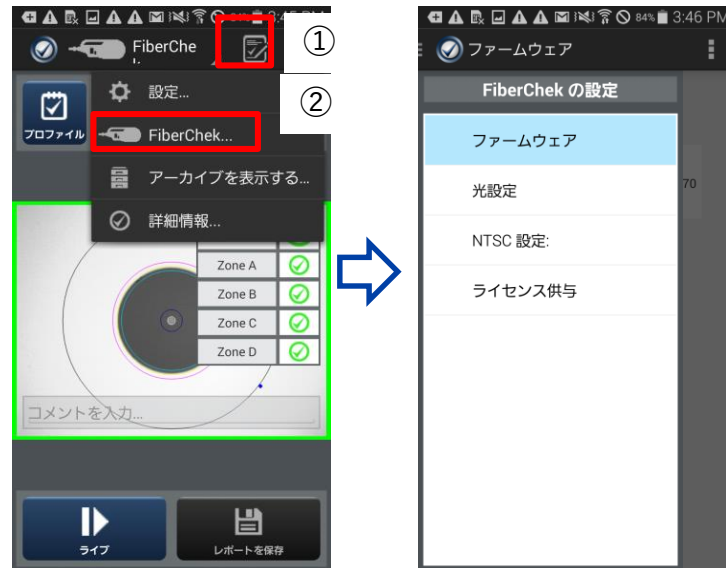 3:45 PM
FiberChe
①
②
プロファイル
設定...
FiberChek...
アーカイブを表示する...
詳細情報...
Zone A
Zone B
Zone C
Zone D
コメントを入力...
ライブ
レポートを保存
84% 3:46 PM
ファームウェア
FiberChek の設定
ファームウェア
光設定
NTSC 設定:
ライセンス供与
70